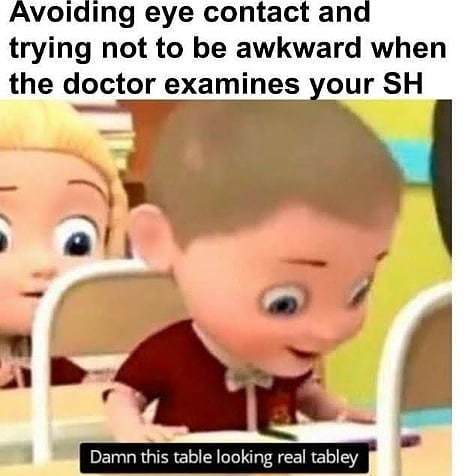 Avoiding eye contact and
trying not to be awkward when
the doctor examines your SH
Damn this table looking real tabley